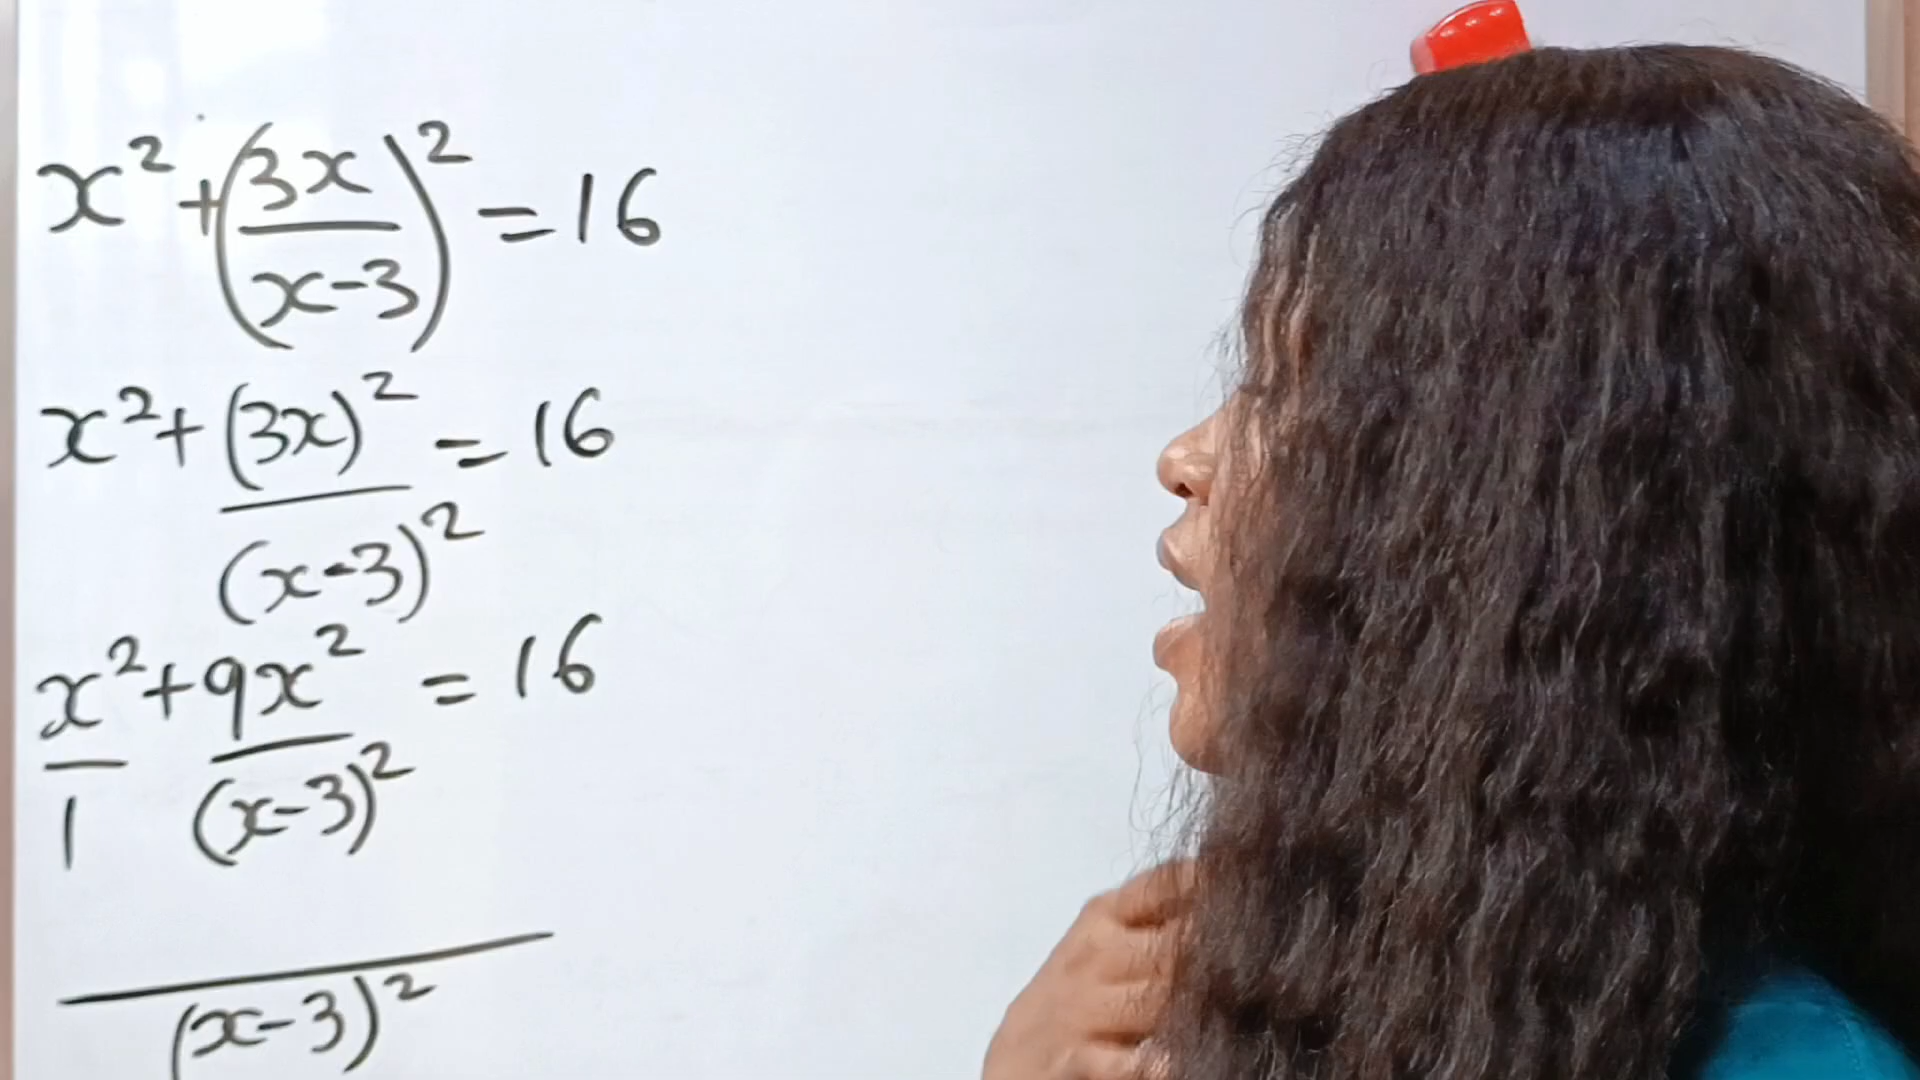 x² + (3x/(x-3))² = 16
x² + (3x)²/(x-3)² = 16
x²/1 + 9x²/(x-3)² = 16
/(x-3)²